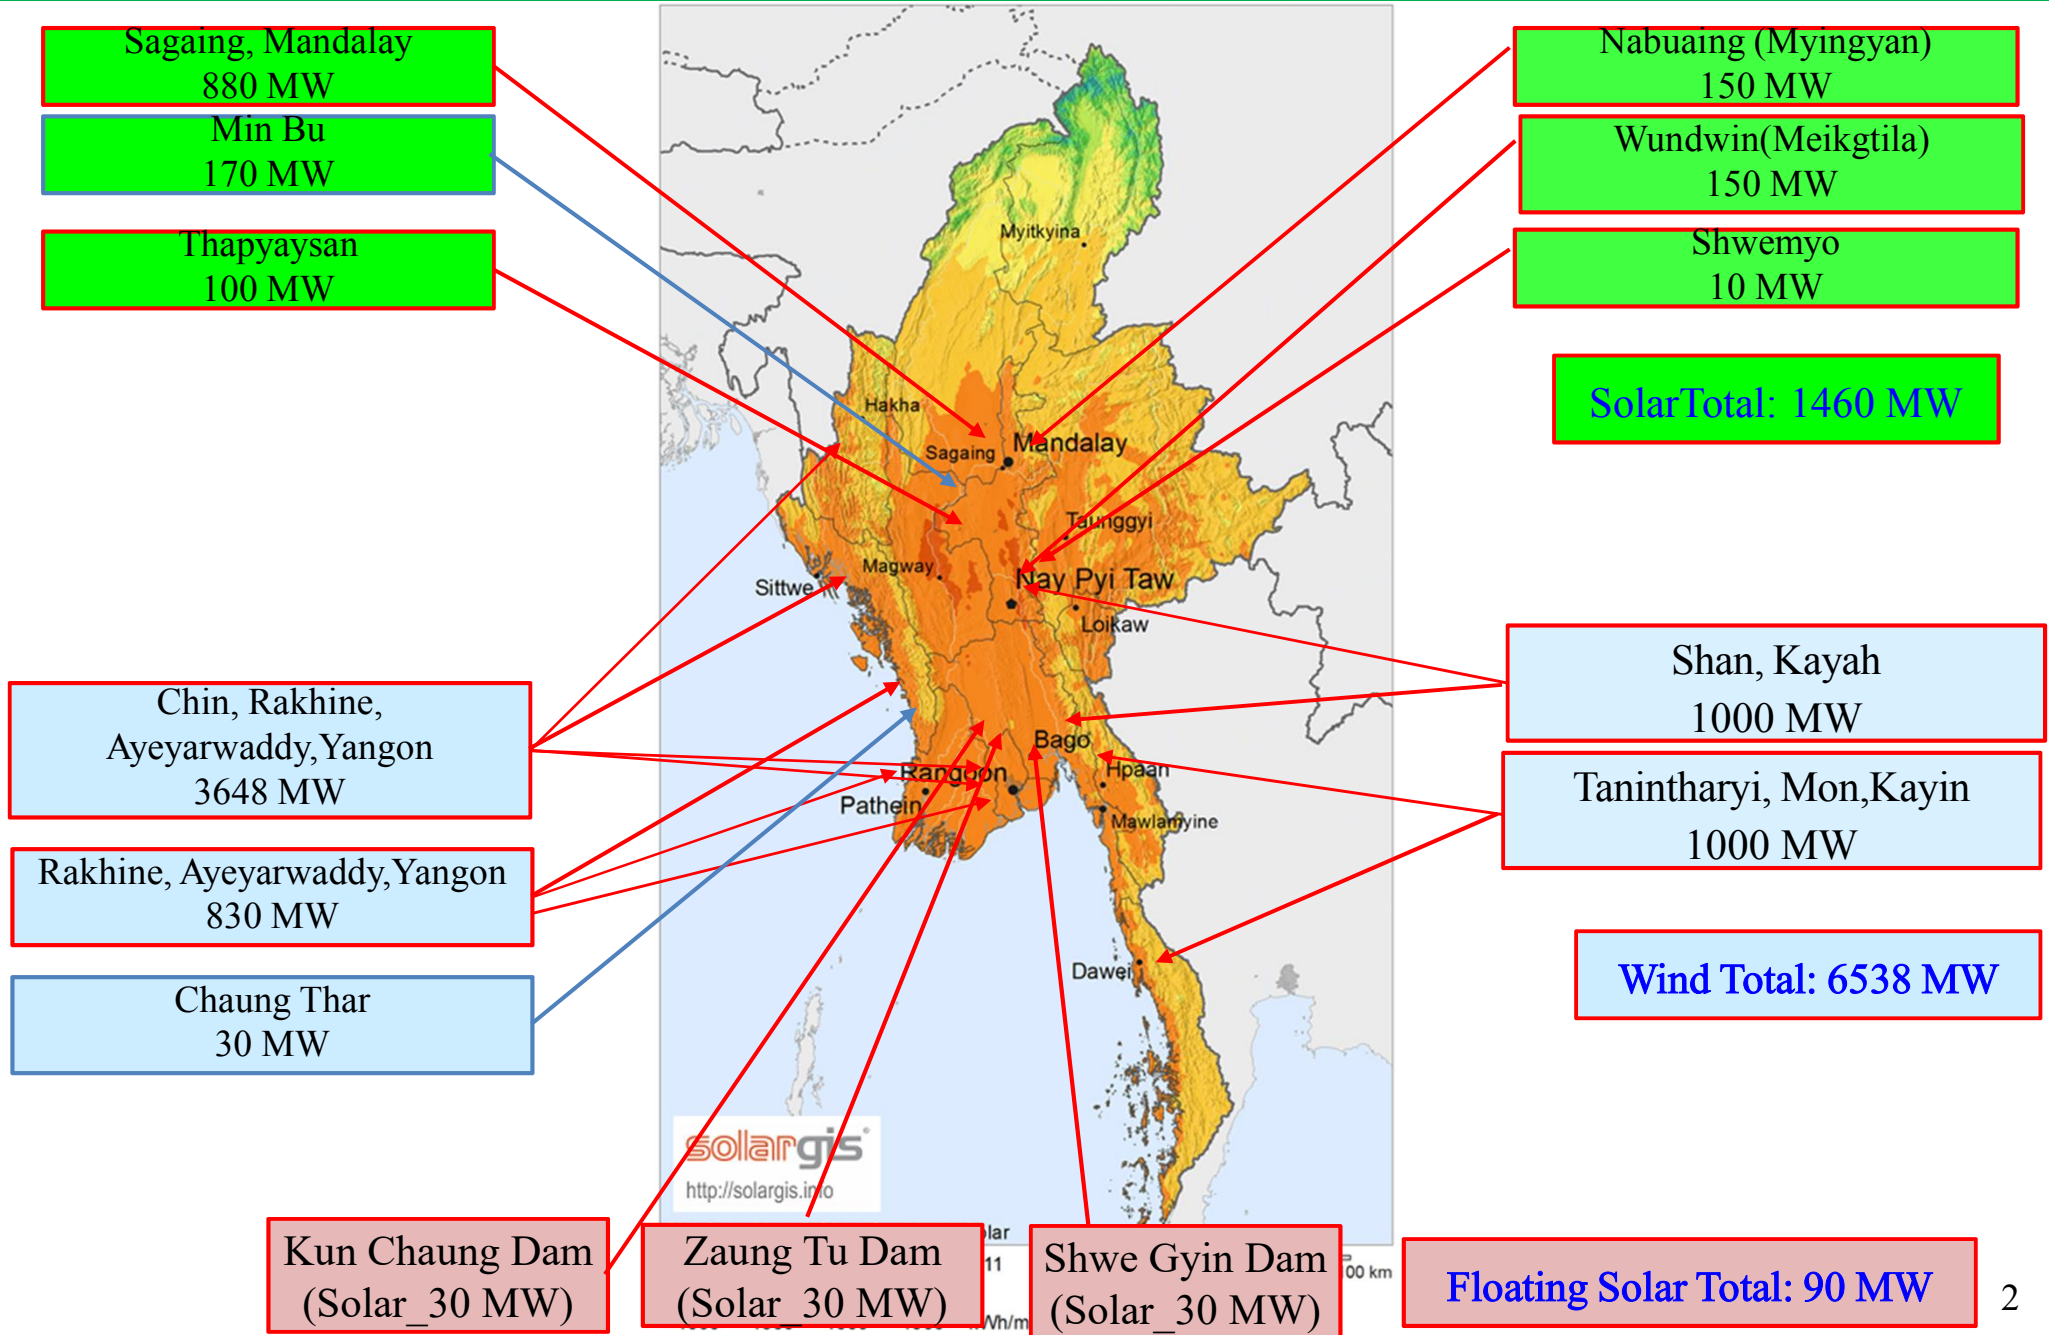 Sagaing, Mandalay
880 MW
Min Bu
170 MW
Thapyaysan
100 MW
Nabuaing (Myingyan)
150 MW
Wundwin(Meikgtila)
150 MW
Shwemyo
10 MW
SolarTotal: 1460 MW
Myitkyina
Hakha
Mandalay
Sagaing
Taunggyi
Magway
Nay Pyi Taw
Sittwe
Loikaw
Bago
Rangoon
Hpaan
Pathein
Mawlamyine
Dawei
Chin, Rakhine,
Ayeyarwaddy,Yangon
3648 MW
Rakhine, Ayeyarwaddy,Yangon
830 MW
Chaung Thar
30 MW
Shan, Kayah
1000 MW
Tanintharyi, Mon,Kayin
1000 MW
Wind Total: 6538 MW
solargis
http://solargis.info
Kun Chaung Dam
(Solar_30 MW)
Zaung Tu Dam
(Solar_30 MW)
Shwe Gyin Dam
(Solar_30 MW)
11
km
Floating Solar Total: 90 MW
2